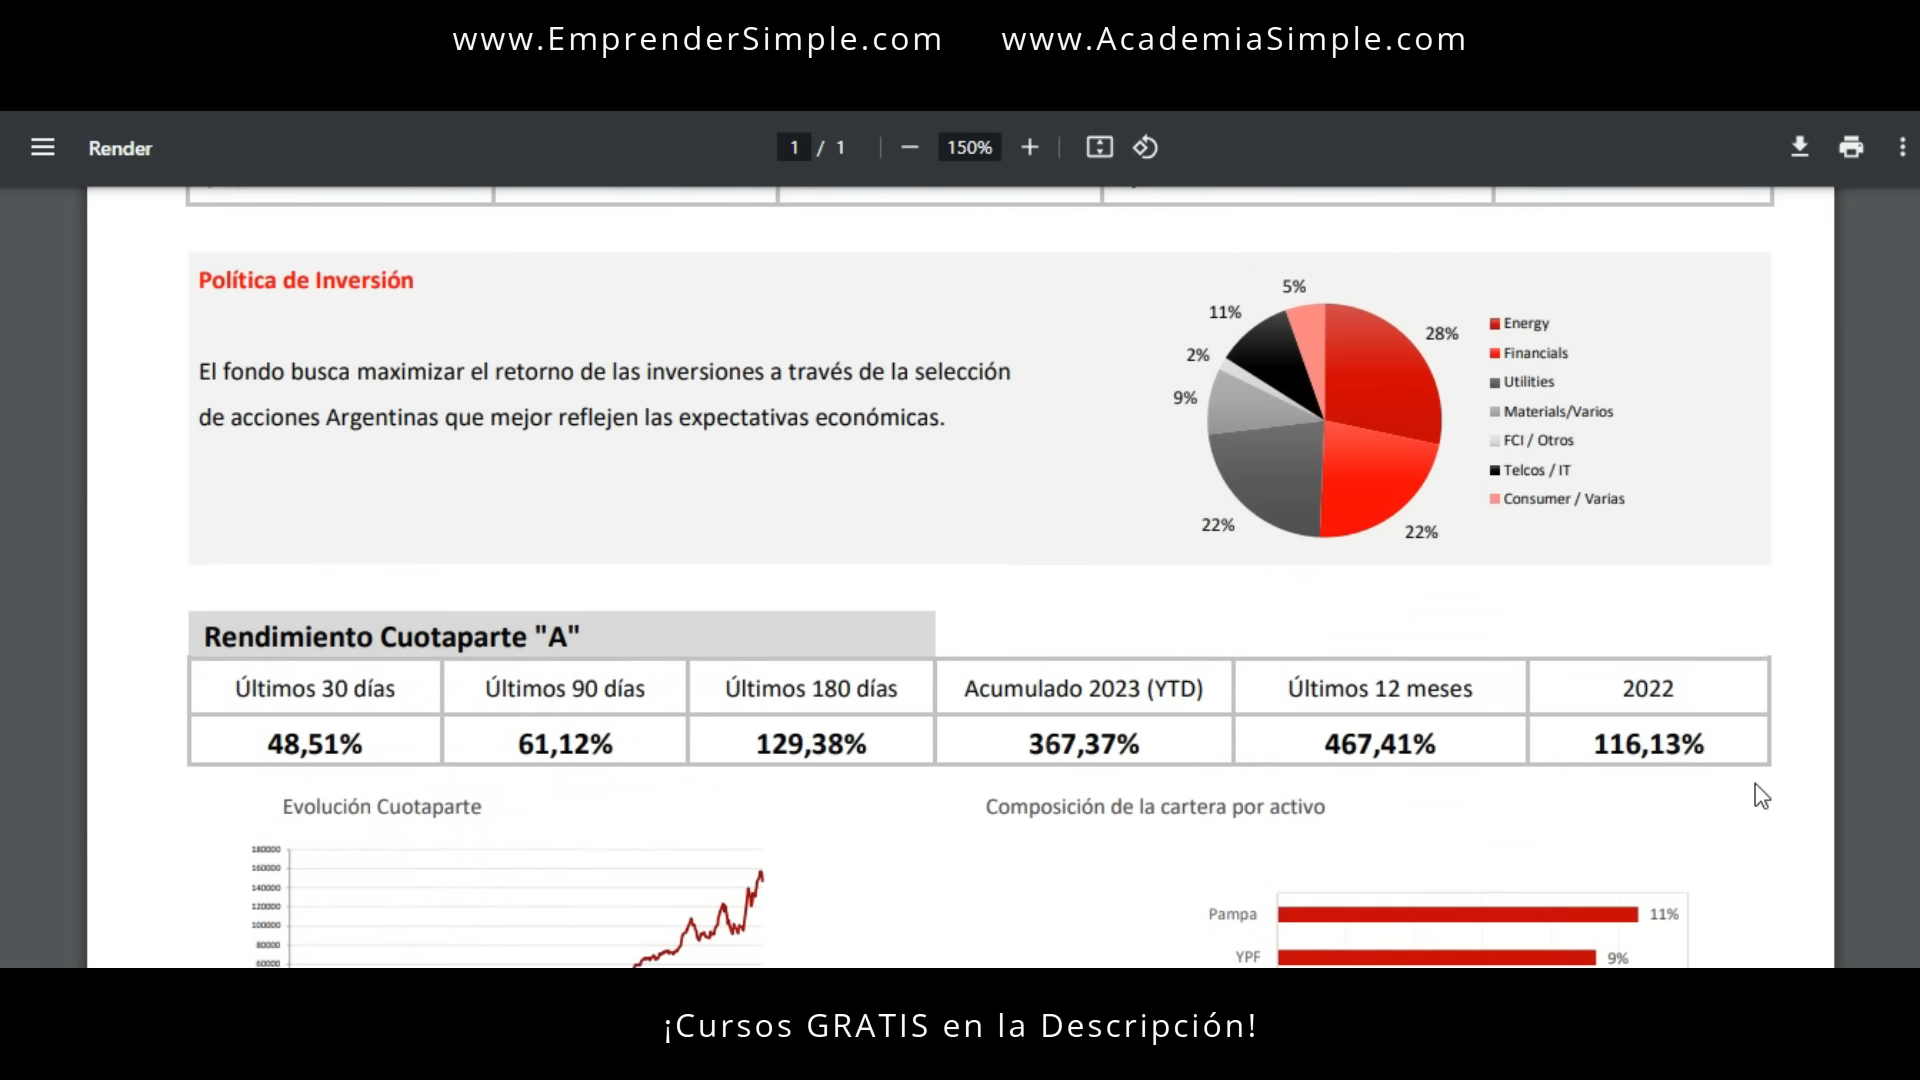 www.EmprenderSimple.com www.AcademiaSimple.com
Render 1 / 1 150%
Política de Inversión
El fondo busca maximizar el retorno de las inversiones a través de la selección
de acciones Argentinas que mejor reflejen las expectativas económicas.
5%
11%
28%
2%
9%
22%
22%
Energy
Financials
Utilities
Materials/Varios
FCI / Otros
Telcos / IT
Consumer / Varias
Rendimiento Cuotaparte "A"
Últimos 30 días Últimos 90 días Últimos 180 días Acumulado 2023 (YTD) Últimos 12 meses 2022
48,51% 61,12% 129,38% 367,37% 467,41% 116,13%
Evolución Cuotaparte
180000
160000
140000
120000
100000
80000
60000
Composición de la cartera por activo
Pampa 11%
YPF 9%
¡Cursos GRATIS en la Descripción!